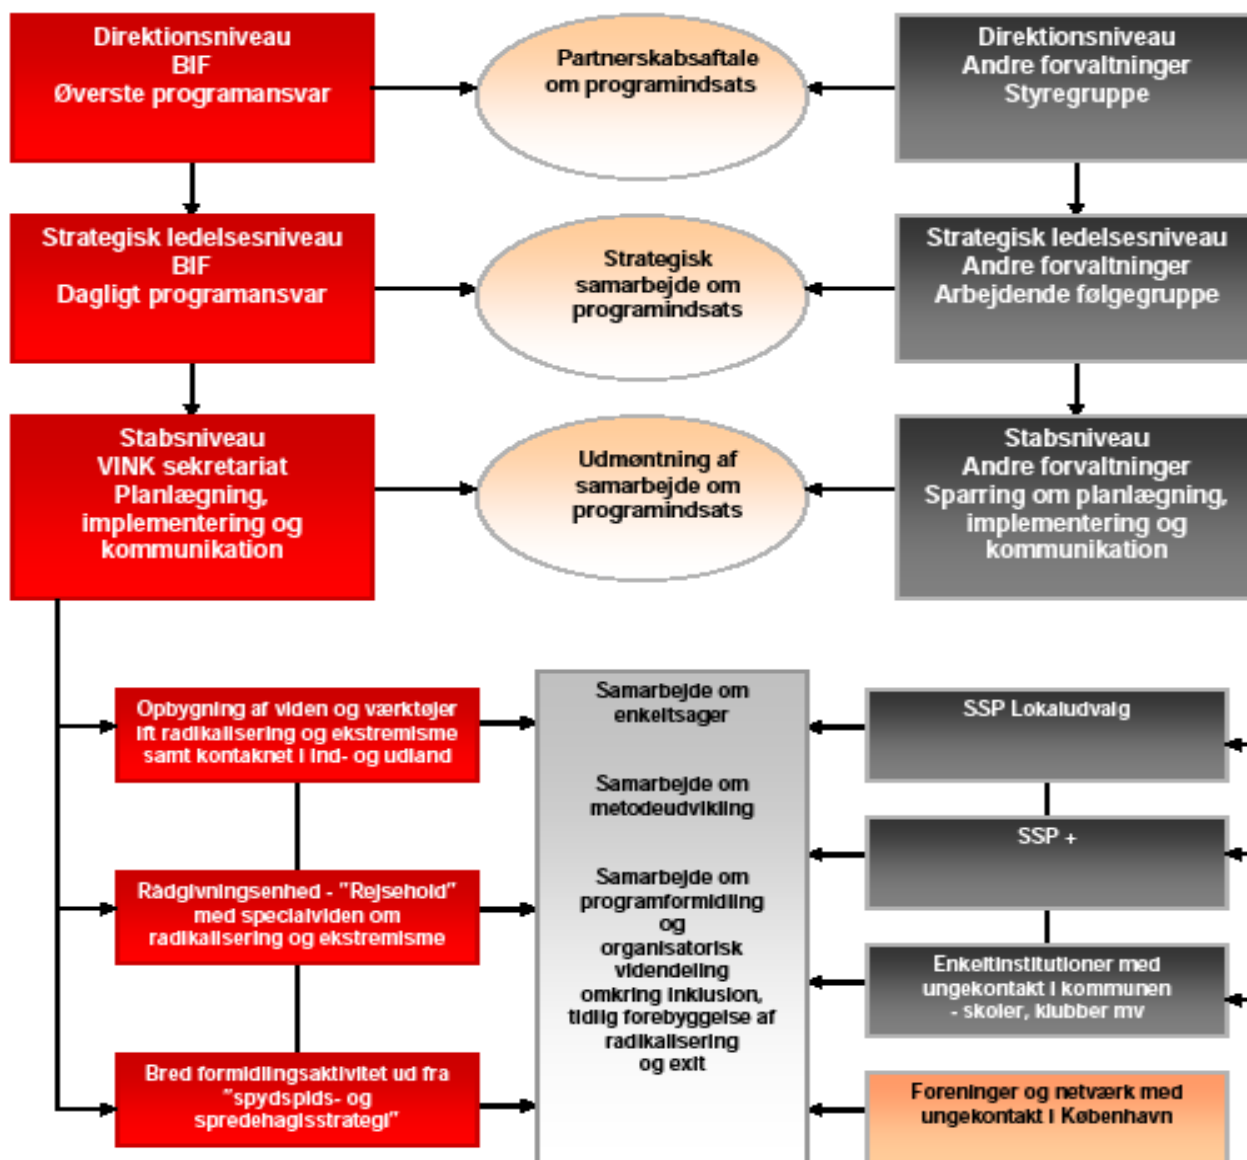 Direktionsniveau
BIF
Øverste programansvar
Partnerskabsaftale
om programindsats
Direktionsniveau
Andre forvaltninger
Styregruppe
Strategisk ledelsesniveau
BIF
Dagligt programansvar
Strategisk
samarbejde om
programindsats
Strategisk ledelsesniveau
Andre forvaltninger
Arbejdende følgegruppe
Stabsniveau
VINK sekretariat
Planlægning,
implementering og
kommunikation
Udmøntning af
samarbejde om
programindsats
Stabsniveau
Andre forvaltninger
Sparring om planlægning,
implementering og
kommunikation
Opbygning af viden og værktøjer
ift radikalisering og ekstremisme
samt kontaknet i ind- og udland
Rådgivningsenhed - "Rejsehold"
med specialviden om
radikalisering og ekstremisme
Bred formidlingsaktivitet ud fra
"spydspids- og
spredehaglsstrategi"
Samarbejde om
enkeltsager
Samarbejde om
metodeudvikling
Samarbejde om
programformidling
og
organisatorisk
videndeling
omkring inklusion,
tidlig forebyggelse af
radikalisering
og exit
SSP Lokaludvalg
SSP +
Enkeltinstitutioner med
ungekontakt i kommunen
- skoler, klubber mv
Foreninger og netværk med
ungekontakt i København